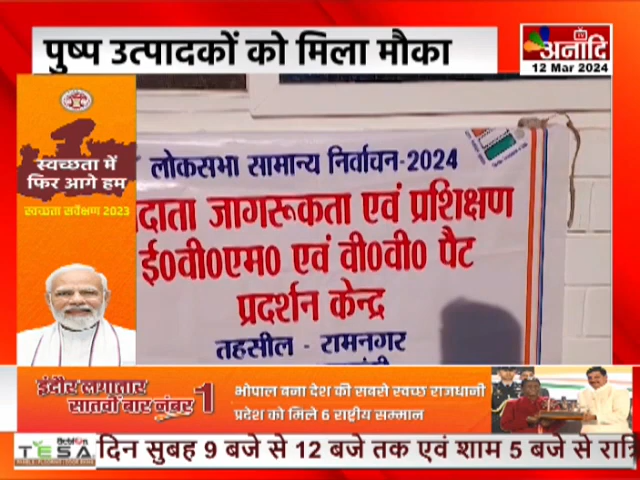 पुष्प उत्पादकों को मिला मौका
अनादि
TV
12 Mar 2024
1
स्वच्छता में
फिर आगे हम
स्वच्छता सर्वेक्षण 2023
लोकसभा सामान्य निर्वाचन-2024
दाता जागरूकता एवं प्रशिक्षण
ई0वी0एम0 एवं वी0वी0 पैट
प्रदर्शन केन्द्र
तहसील - रामनगर
इंदौर लगातार
सातवीं बार नंबर 1
भोपाल बना देश की सबसे स्वच्छ राजधानी
प्रदेश को मिले 6 राष्ट्रीय सम्मान
TESA
दिन सुबह 9 बजे से 12 बजे तक एवं शाम 5 बजे से रात्रि